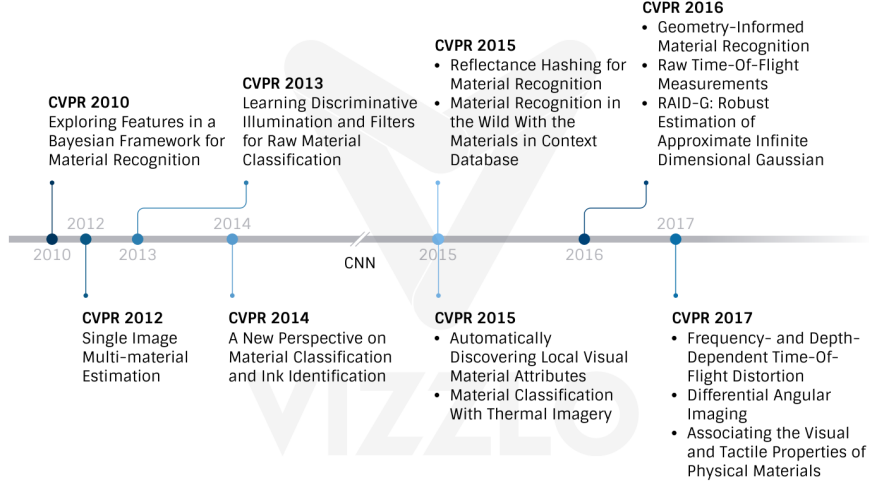 CVPR 2016
• Geometry-Informed
Material Recognition
• Raw Time-Of-Flight
Measurements
• RAID-G: Robust
Estimation of
Approximate Infinite
Dimensional Gaussian
CVPR 2015
• Reflectance Hashing for
Material Recognition
• Material Recognition in
the Wild With the
Materials in Context
Database
CVPR 2013
Learning Discriminative
Illumination and Filters
for Raw Material
Classification
CVPR 2010
Exploring Features in a
Bayesian Framework for
Material Recognition
2012
2014
2017
2010
2013
CNN
2015
2016
CVPR 2012
Single Image
Multi-material
Estimation
CVPR 2014
A New Perspective on
Material Classification
and Ink Identification
CVPR 2015
• Automatically
Discovering Local Visual
Material Attributes
• Material Classification
With Thermal Imagery
CVPR 2017
• Frequency- and Depth-
Dependent Time-Of-
Flight Distortion
• Differential Angular
Imaging
• Associating the Visual
and Tactile Properties of
Physical Materials
VIZZLO